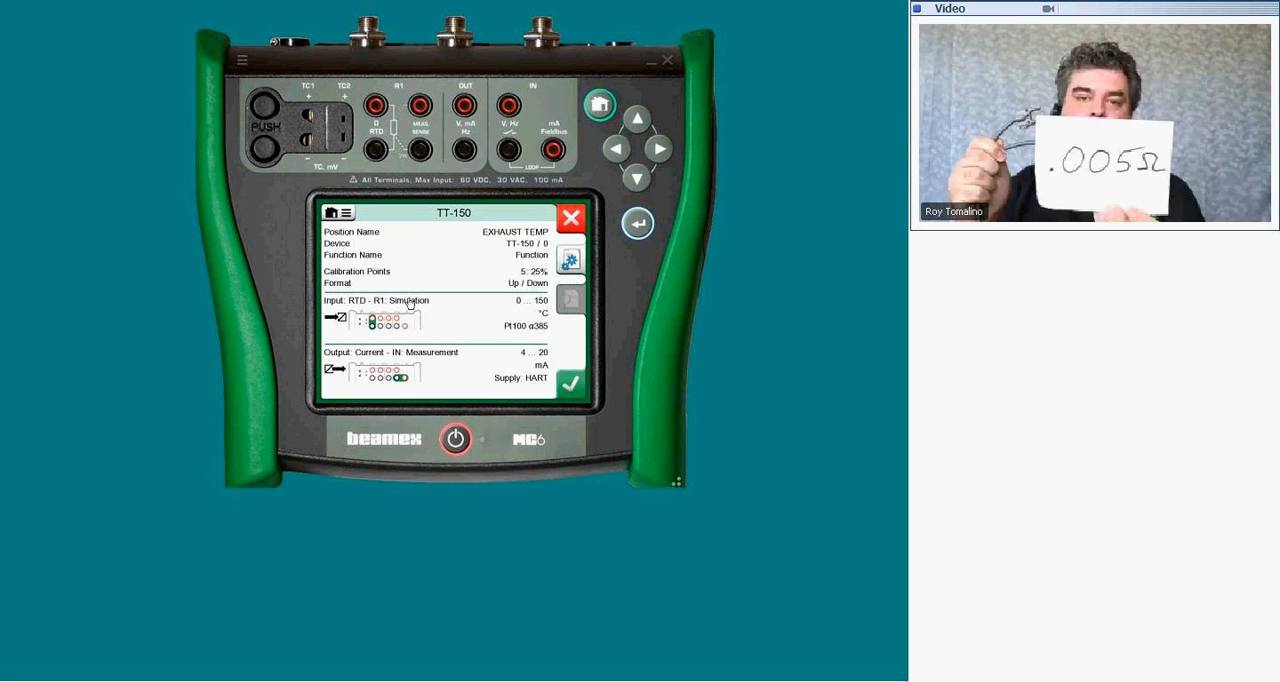 Video
TC1
TC2
R1
OUT
IN
+
+
PUSH
Ω
RTD
MEAS
SENSE
V, mA
Hz
V, Hz
mA
Fieldbus
LOOP
TC, mV
⚠ All Terminals, Max Input: 60 VDC, 30 VAC, 100 mA
TT-150
Position Name EXHAUST TEMP
Device TT-150 / 0
Function Name Function
Calibration Points 5: 25%
Format Up / Down
Input: RTD - R1: Simulation 0 ... 150
°C
Pt100 α385
Output: Current - IN: Measurement 4 ... 20
mA
Supply: HART
beamex
MC6
.005Ω
Roy Tomalino